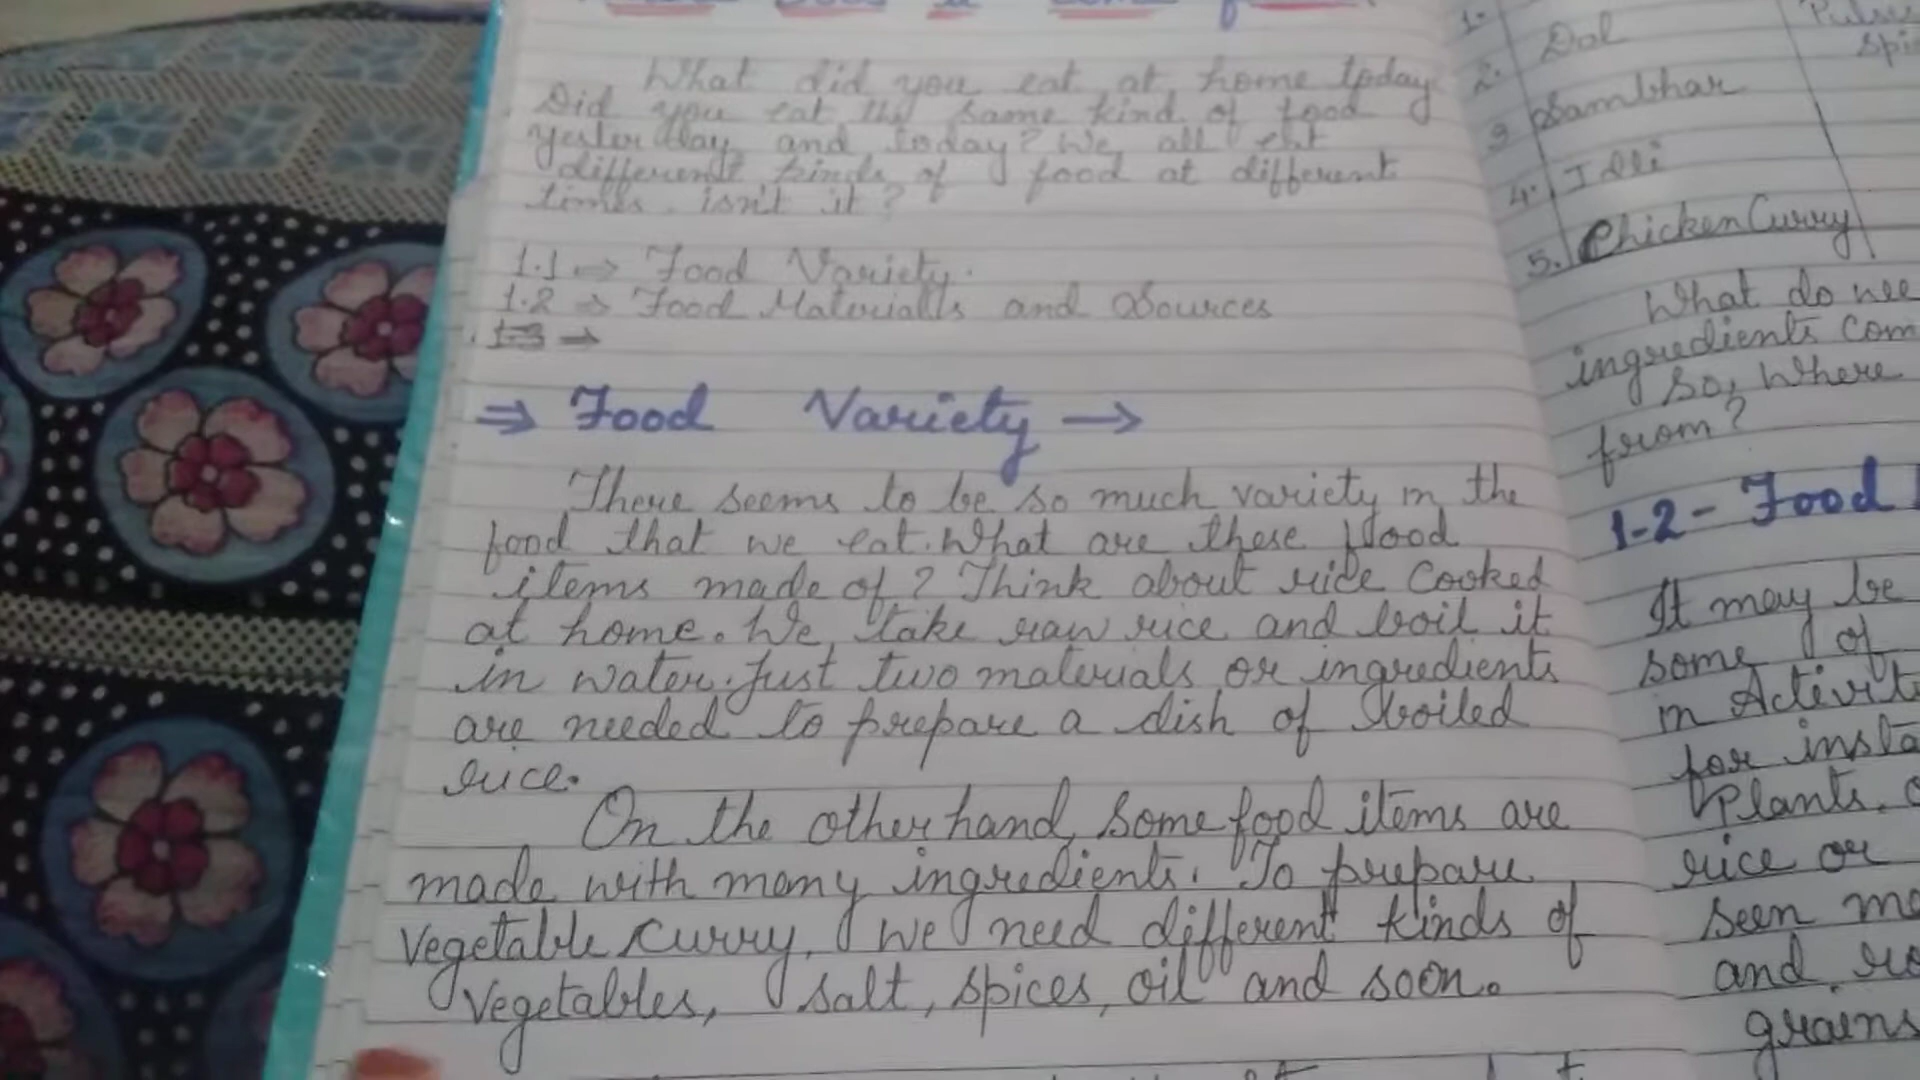 What did you eat at home today
Did you eat the same kind of food
yesterday and today? We all eat
different kinds of food at different
times. isn't it?
1.1 ⇒ Food Variety.
1.2 ⇒ Food Materialls and Sources
1.3 →
⇒ Food Variety →
There seems to be so much variety in the
food that we eat. What are these food
items made of? Think about rice cooked
at home. We take raw rice and boil it
in water. Just two materials or ingredients
are needed to prepare a dish of boiled
rice.
On the other hand, some food items are
made with many ingredients. To prepare
vegetable curry, we need different kinds of
vegetables, salt, spices, oil and soon.
1.
2. Dal
3 Sambhar
4. Idli
5. Chicken Curry
What do
ingredients
so, where
from?
1-2- Food
It may be
some of
in
for
Plants.
rice or
seen
and
grains